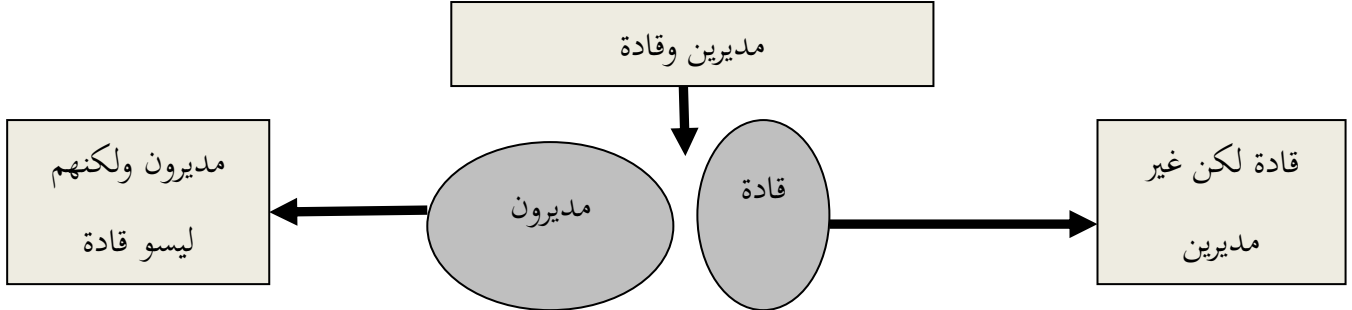 مديرين وقادة
قادة لكن غير
مديرين
قادة
مديرون
مديرون ولكنهم
ليسو قادة